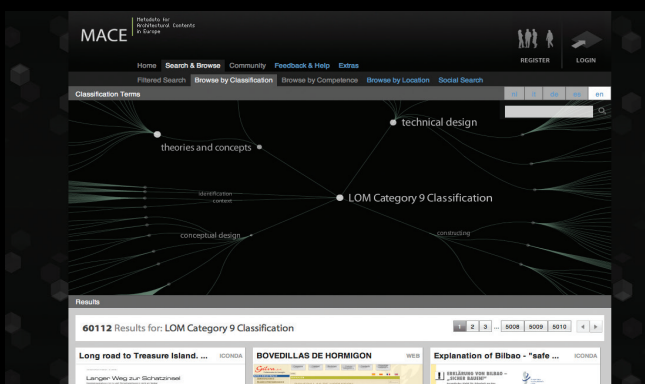 MACE
Metadata for
Architectural Contents
in Europe
REGISTER
LOGIN
Home Search & Browse Community Feedback & Help Extras
Filtered Search Browse by Classification Browse by Competence Browse by Location Social Search
Classification Terms
nl it de es en
technical design
theories and concepts
identification
context
LOM Category 9 Classification
conceptual design
constructing
Results
60112 Results for: LOM Category 9 Classification
1 2 3 ... 5008 5009 5010
Long road to Treasure Island. ... ICONDA
BOVEDILLAS DE HORMIGON WEB
Explanation of Bilbao - "safe ... ICONDA
Langer Weg zur Schatzinsel
ERKLÄRUNG VON BILBAO –
„SICHER BAUEN“